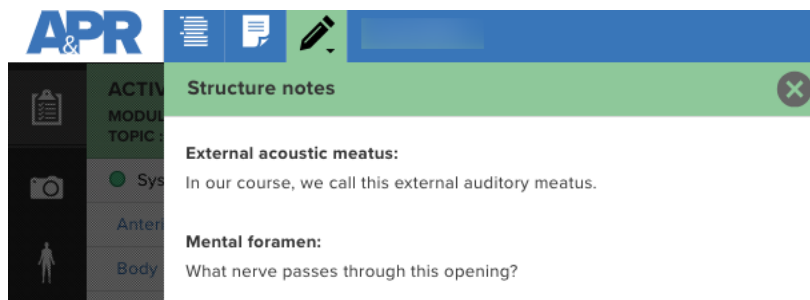 A&PR
Structure notes
ACTIV
MODUL
TOPIC :
External acoustic meatus:
In our course, we call this external auditory meatus.
Sys
Anteri
Mental foramen:
Body
What nerve passes through this opening?